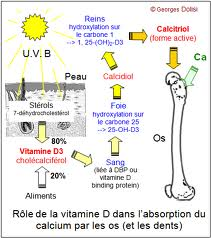 © Georges Dolisi
Reins
hydroxylation sur
le carbone 1
--> 1, 25-(OH)2-D3
Calcitriol
(forme active)
U.V. B
Ca
Peau
Calcidiol
Stérols
7-déhydrocholestérol
Foie
hydroxylation sur
le carbone 25
--> 25-OH-D3
Os
80%
Vitamine D3
cholécalciférol
Sang
(liée à DBP ou
vitamine D
binding protein)
20%
Aliments
Rôle de la vitamine D dans l'absorption du
calcium par les os (et les dents)